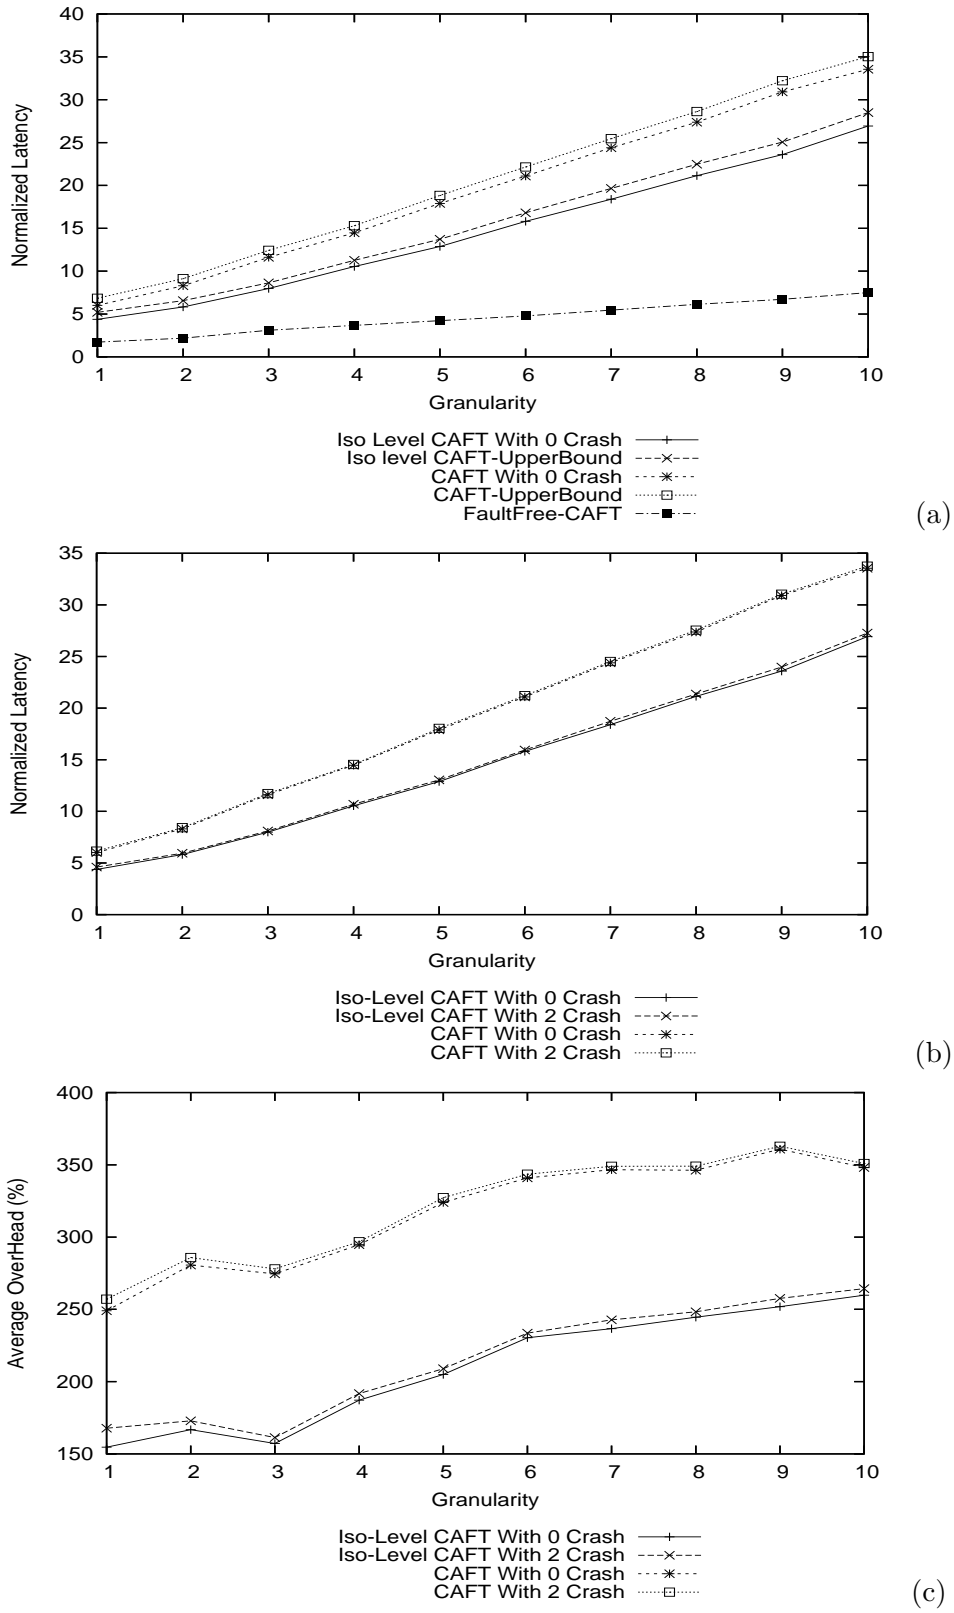 40
35
30
25
20
15
10
5
0
Normalized Latency
1 2 3 4 5 6 7 8 9 10
Granularity
Iso Level CAFT With 0 Crash
Iso level CAFT-UpperBound
CAFT With 0 Crash
CAFT-UpperBound
FaultFree-CAFT
(a)
35
30
25
20
15
10
5
0
Normalized Latency
1 2 3 4 5 6 7 8 9 10
Granularity
Iso-Level CAFT With 0 Crash
Iso-Level CAFT With 2 Crash
CAFT With 0 Crash
CAFT With 2 Crash
(b)
400
350
300
250
200
150
Average OverHead (%)
1 2 3 4 5 6 7 8 9 10
Granularity
Iso-Level CAFT With 0 Crash
Iso-Level CAFT With 2 Crash
CAFT With 0 Crash
CAFT With 2 Crash
(c)